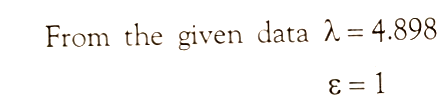 From the given data λ = 4.898
ε = 1